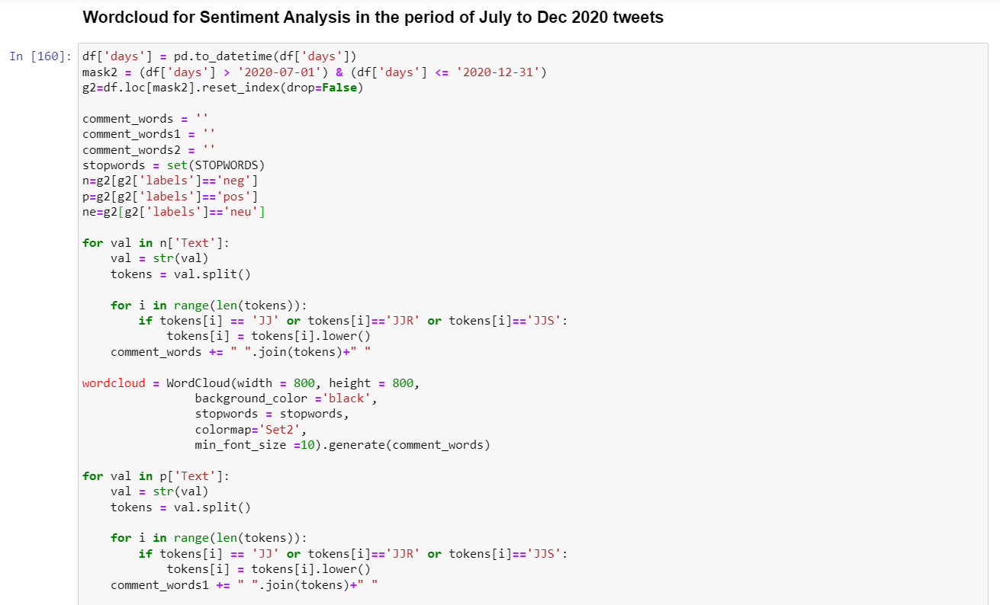 Wordcloud for Sentiment Analysis in the period of July to Dec 2020 tweets
In [160]:
df['days'] = pd.to_datetime(df['days'])
mask2 = (df['days'] > '2020-07-01') & (df['days'] <= '2020-12-31')
g2=df.loc[mask2].reset_index(drop=False)
comment_words = ''
comment_words1 = ''
comment_words2 = ''
stopwords = set(STOPWORDS)
n=g2[g2['labels']=='neg']
p=g2[g2['labels']=='pos']
ne=g2[g2['labels']=='neu']
for val in n['Text']:
    val = str(val)
    tokens = val.split()
    for i in range(len(tokens)):
        if tokens[i] == 'JJ' or tokens[i]=='JJR' or tokens[i]=='JJS':
            tokens[i] = tokens[i].lower()
    comment_words += " ".join(tokens)+" "
wordcloud = WordCloud(width = 800, height = 800,
                background_color ='black',
                stopwords = stopwords,
                colormap='Set2',
                min_font_size =10).generate(comment_words)
for val in p['Text']:
    val = str(val)
    tokens = val.split()
    for i in range(len(tokens)):
        if tokens[i] == 'JJ' or tokens[i]=='JJR' or tokens[i]=='JJS':
            tokens[i] = tokens[i].lower()
    comment_words1 += " ".join(tokens)+" "